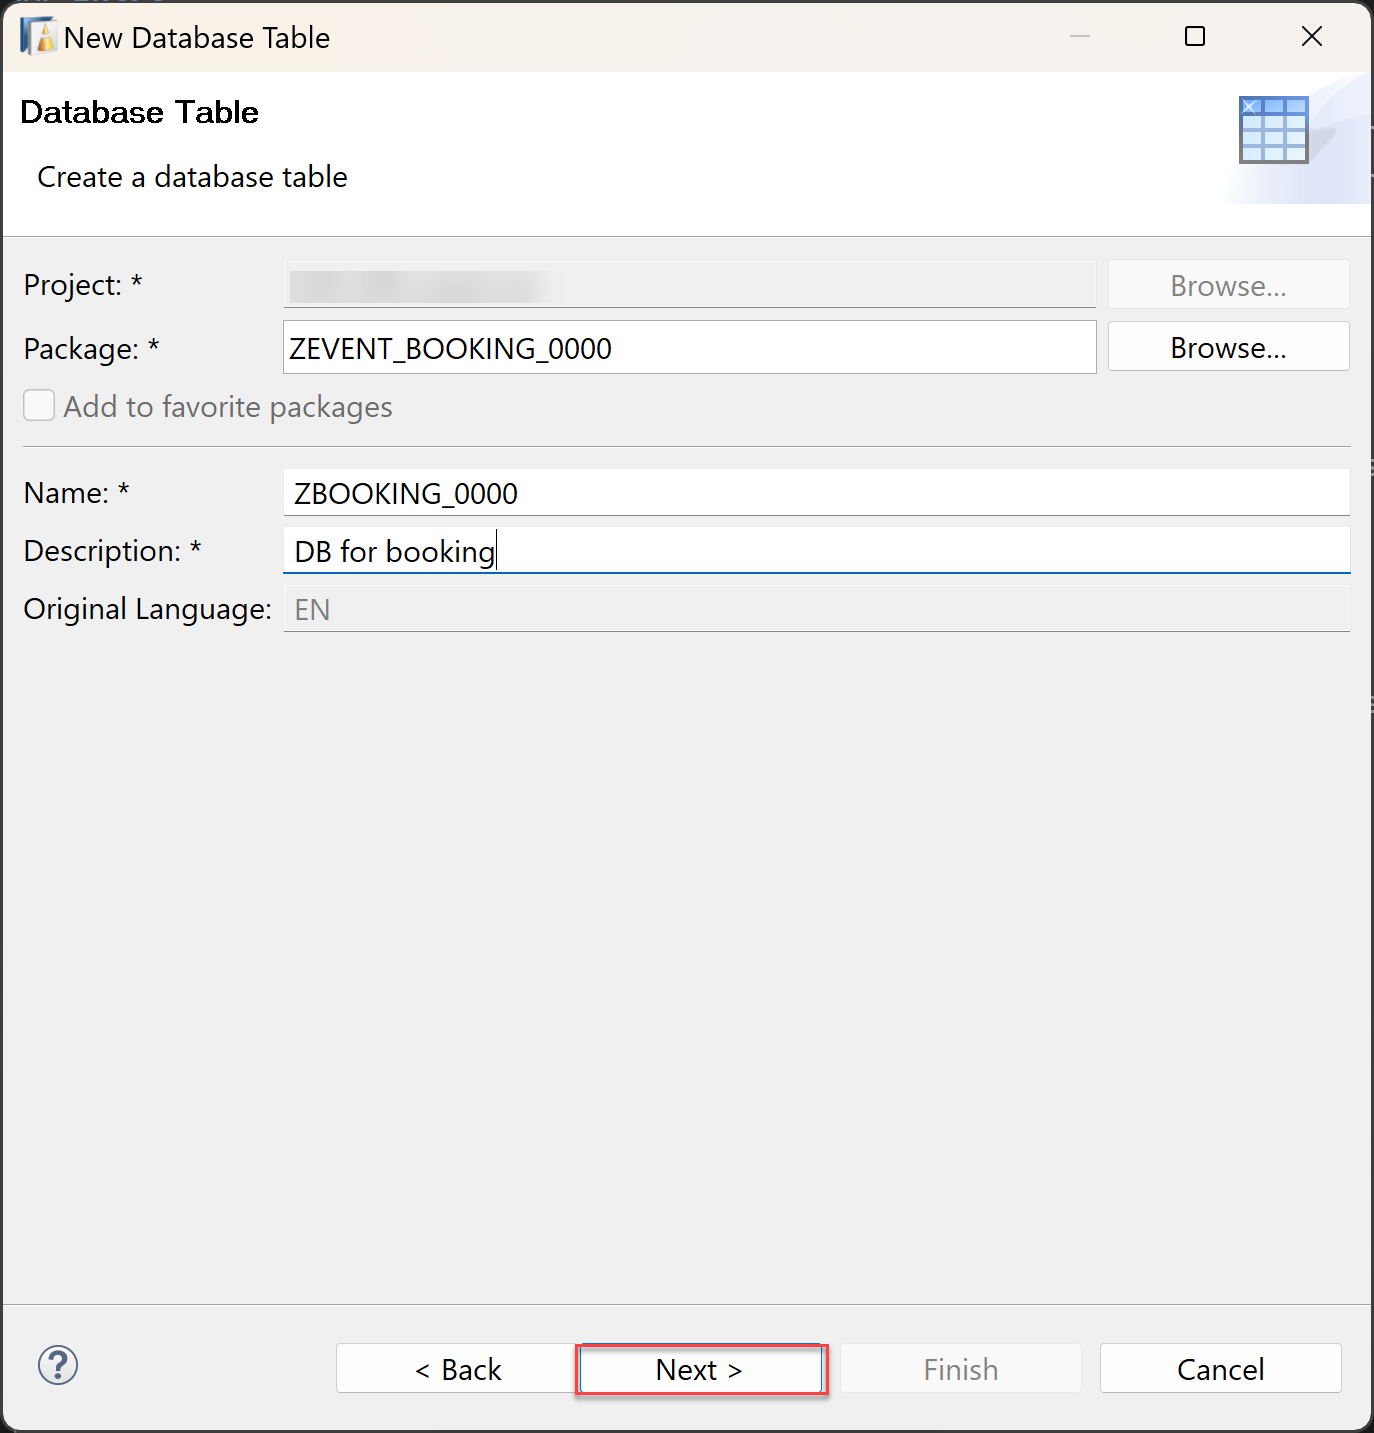 New Database Table
Database Table
Create a database table
Project: *
Browse...
Package: *
ZEVENT_BOOKING_0000
Browse...
Add to favorite packages
Name: *
ZBOOKING_0000
Description: *
DB for booking
Original Language:
EN
?
< Back
Next >
Finish
Cancel